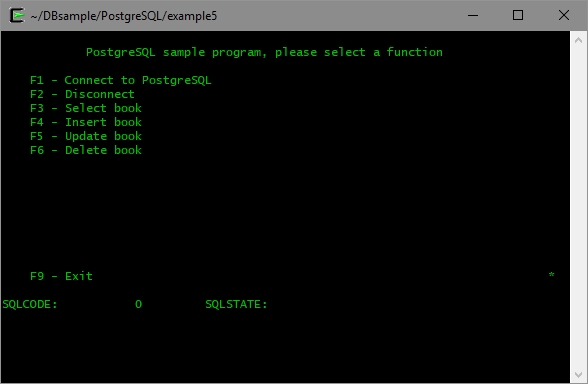 ~/DBsample/PostgreSQL/example5
PostgreSQL sample program, please select a function
F1 - Connect to PostgreSQL
F2 - Disconnect
F3 - Select book
F4 - Insert book
F5 - Update book
F6 - Delete book
F9 - Exit *
SQLCODE: 0 SQLSTATE: